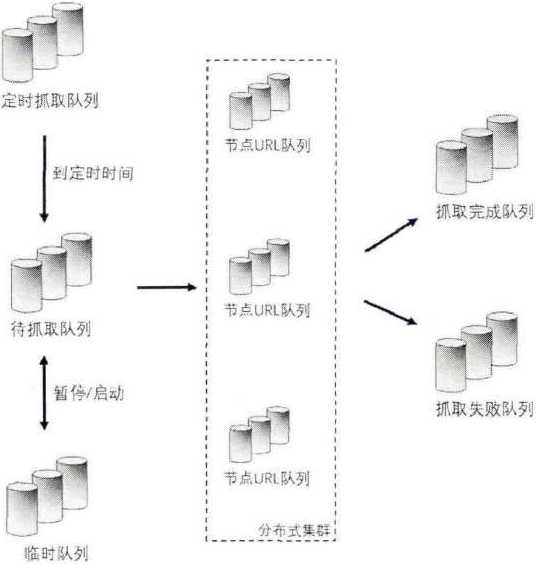 定时抓取队列
到定时时间
待抓取队列
暂停/启动
临时队列
节点URL队列
节点URL队列
节点URL队列
分布式集群
抓取完成队列
抓取失败队列